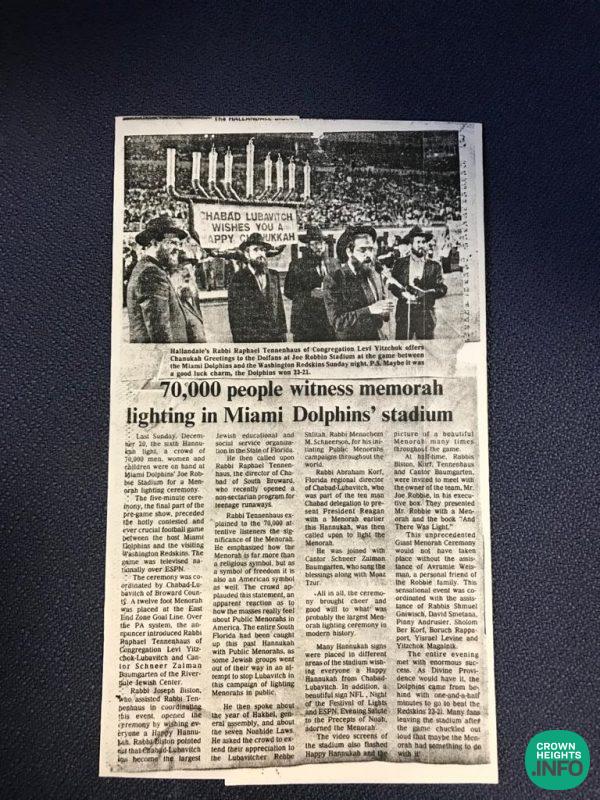 THE HALLANDALE DIGEST
CHABAD LUBAVITCH
WISHES YOU A
HAPPY CHANUKKAH
Hallandale's Rabbi Raphael Tennenhaus of Congregation Levi Yitzchok offers
Chanukah Greetings to the Dolfans at Joe Robbin Stadium at the game between
the Miami Dolphins and the Washington Redskins Sunday night. P.S. Maybe it was
a good luck charm, the Dolphins won 23-21.
70,000 people witness memorah
lighting in Miami Dolphins' stadium
Last Sunday, Decem-
ber 20, the sixth Hannu-
kah light, a crowd of
70,000 men, women and
children were on hand at
Miami Dolphins' Joe Rob-
bie Stadium for a Men-
orah lighting ceremony.
The five-minute cere-
mony, the final part of the
pre-game show, preceded
the hotly contested and
ever crucial football game
between the host Miami
Dolphins and the visiting
Washington Redskins. The
game was televised na-
tionally over ESPN.
The ceremony was co-
ordinated by Chabad-Lu-
bavitch of Broward Coun-
ty. A twelve foot Menorah
was placed at the East
End Zone Goal Line. Over
the PA system, the an-
nouncer introduced Rabbi
Raphael Tennenhaus of
Congregation Levi Yitz-
chok-Lubavitch and Can-
tor Scheer Zaiman
Baumgarten of the River-
dale Jewish Center.
Rabbi Joseph Biston,
who assisted Rabbi Ten-
nenhaus in coordinating
this event, opened the
ceremony by wishing ev-
eryone a Happy Hannu-
kah. Rabbi Biston pointed
out that Chabad-Lubavitch
has become the largest
Jewish educational and
social service organiza-
tion in the State of Florida.
He then called upon
Rabbi Raphael Tennen-
haus, the director of Cha-
bad of South Broward,
who recently opened a
non-sectarian program for
teenage runaways.
Rabbi Tennenhaus ex-
plained to the 70,000 at-
tentive listeners the sig-
nificance of the Menorah.
He emphasized how the
Menorah is far more than
a religious symbol, but as
a symbol of freedom it is
also an American symbol
as well. The crowd ap-
plauded this statement, an
apparent reaction as to
how the masses really feel
about Public Menorahs in
America. The entire South
Florida had been caught
up this past Hannukah
with Public Menorahs, as
some Jewish groups went
out of their way in an at-
tempt to stop Lubavitch in
this campaign of lighting
Menorahs in public.
He then spoke about
the year of Hakhel, gen-
eral assembly, and about
the seven Noahide Laws.
He asked the crowd to ex-
tend their appreciation to
the Lubavitcher Rebbe
Shlitah, Rabbi Menochem
M. Schneerson, for his ini-
tiating Public Menorahs
campaigns throughout the
world.
Rabbi Abraham Korf,
Florida regional director
of Chabad-Lubavitch, who
was part of the ten man
Chabad delegation to pre-
sent President Reagan
with a Menorah earlier
this Hannukah, was then
called upon to light the
Menorah.
He was joined with
Cantor Schneer Zaiman
Baumgarten, who sang the
blessings along with Moaz
Tzur.
All in all, the ceremo-
ny brought cheer and
good will to what was
probably the largest Men-
orah lighting ceremony in
modern history.
Many Hannukah signs
were placed in different
areas of the stadium wish-
ing everyone a Happy
Hannukah from Chabad-
Lubavitch. In addition, a
beautiful sign NFL, Night
of the Festival of Lights
and ESPN, Evening Salute
to the Precepts of Noah,
adorned the Menorah.
The video screens of
the stadium also flashed
Happy Hannukah and the
picture of a beautiful
Menorah many times
throughout the game.
At half-time, Rabbis
Biston, Korf, Tennenhaus
and Cantor Baumgarten,
were invited to meet with
the owner of the team, Mr.
Joe Robbie, in his execu-
tive box. They presented
Mr. Robbie with a Men-
orah and the book "And
There Was Light."
This unprecedented
Giant Menorah Ceremony
would not have taken
place without the assis-
tance of Avrumie Weis-
man, a personal friend of
the Robbie family. This
sensational event was co-
ordinated with the assis-
tance of Rabbis Shmuel
Gnawisch, David Smetana,
Pinny Andrusier, Sholom
Ber Korf, Boruch Rappa-
port, Yisrael Levine and
Yitzchok Magalnik.
The entire evening
met with enormous suc-
cess. As Divine Provi-
dence would have it, the
Dolphins came from be-
hind with one-and-a-half
minutes to go to beat the
Redskins 23-21. Many fans
leaving the stadium after
the game chuckled out
loud that maybe the Men-
orah had something to do
with it!
CROWN
HEIGHTS
.INFO